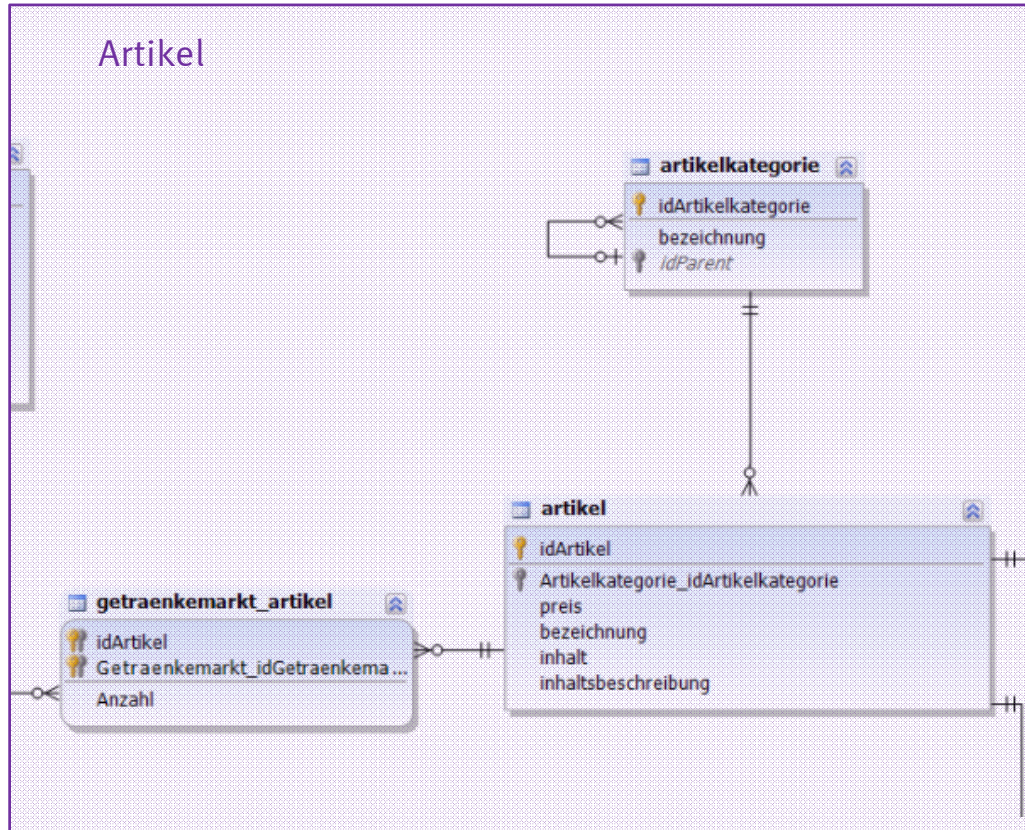 Artikel
artikelkategorie
idArtikelkategorie
bezeichnung
idParent
artikel
idArtikel
Artikelkategorie_idArtikelkategorie
preis
bezeichnung
inhalt
inhaltsbeschreibung
getraenkemarkt_artikel
idArtikel
Getraenkemarkt_idGetraenkema...
Anzahl